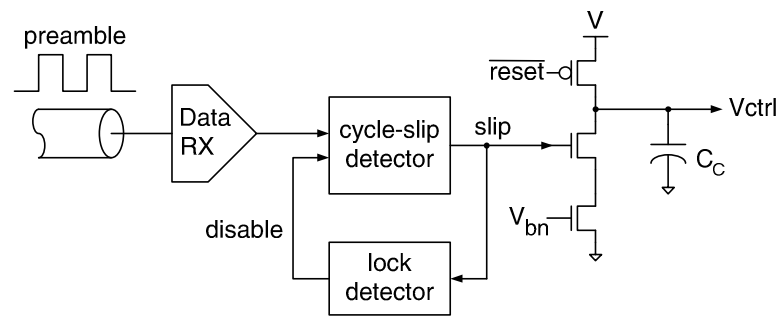 preamble
Data
RX
cycle-slip
detector
slip
disable
lock
detector
V
reset
Vctrl
C_C
V_bn